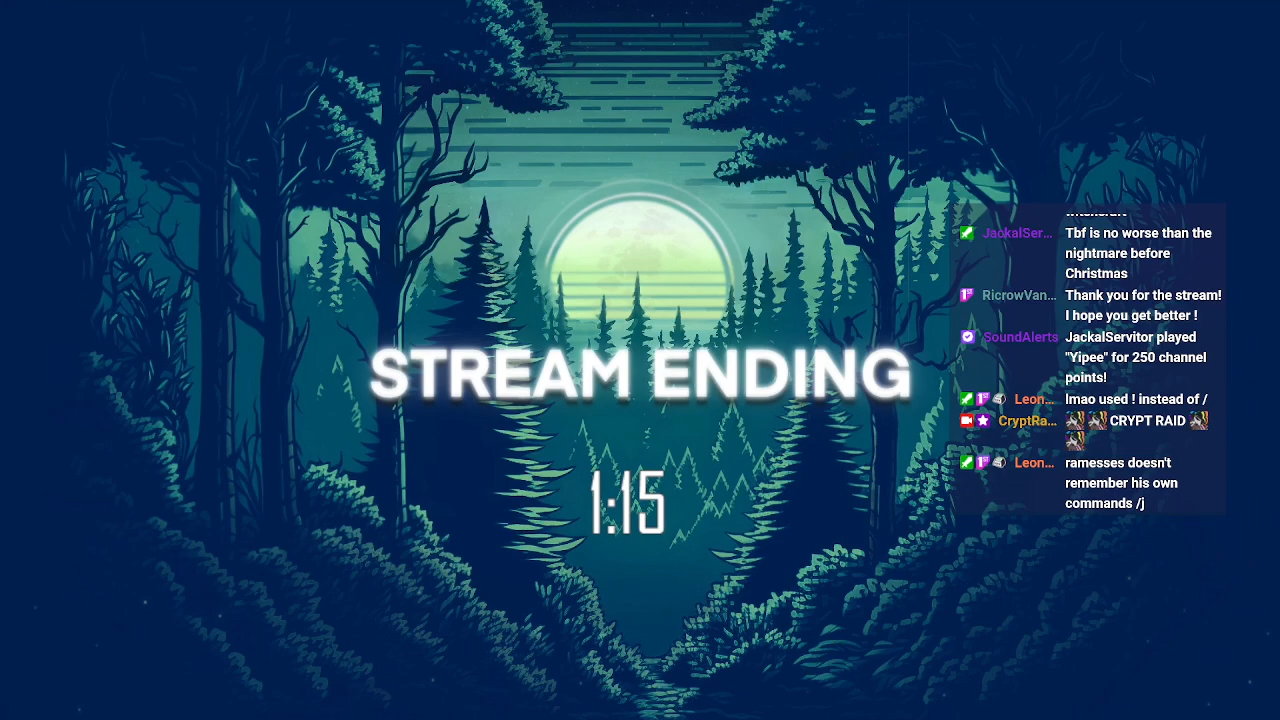 STREAM ENDING
1:15
JackalSer... Tbf is no worse than the
nightmare before
Christmas
RicrowVan... Thank you for the stream!
I hope you get better !
SoundAlerts JackalServitor played
"Yipee" for 250 channel
points!
Leon... lmao used ! instead of /
CryptRa... CRYPT RAID
Leon... ramesses doesn't
remember his own
commands /j